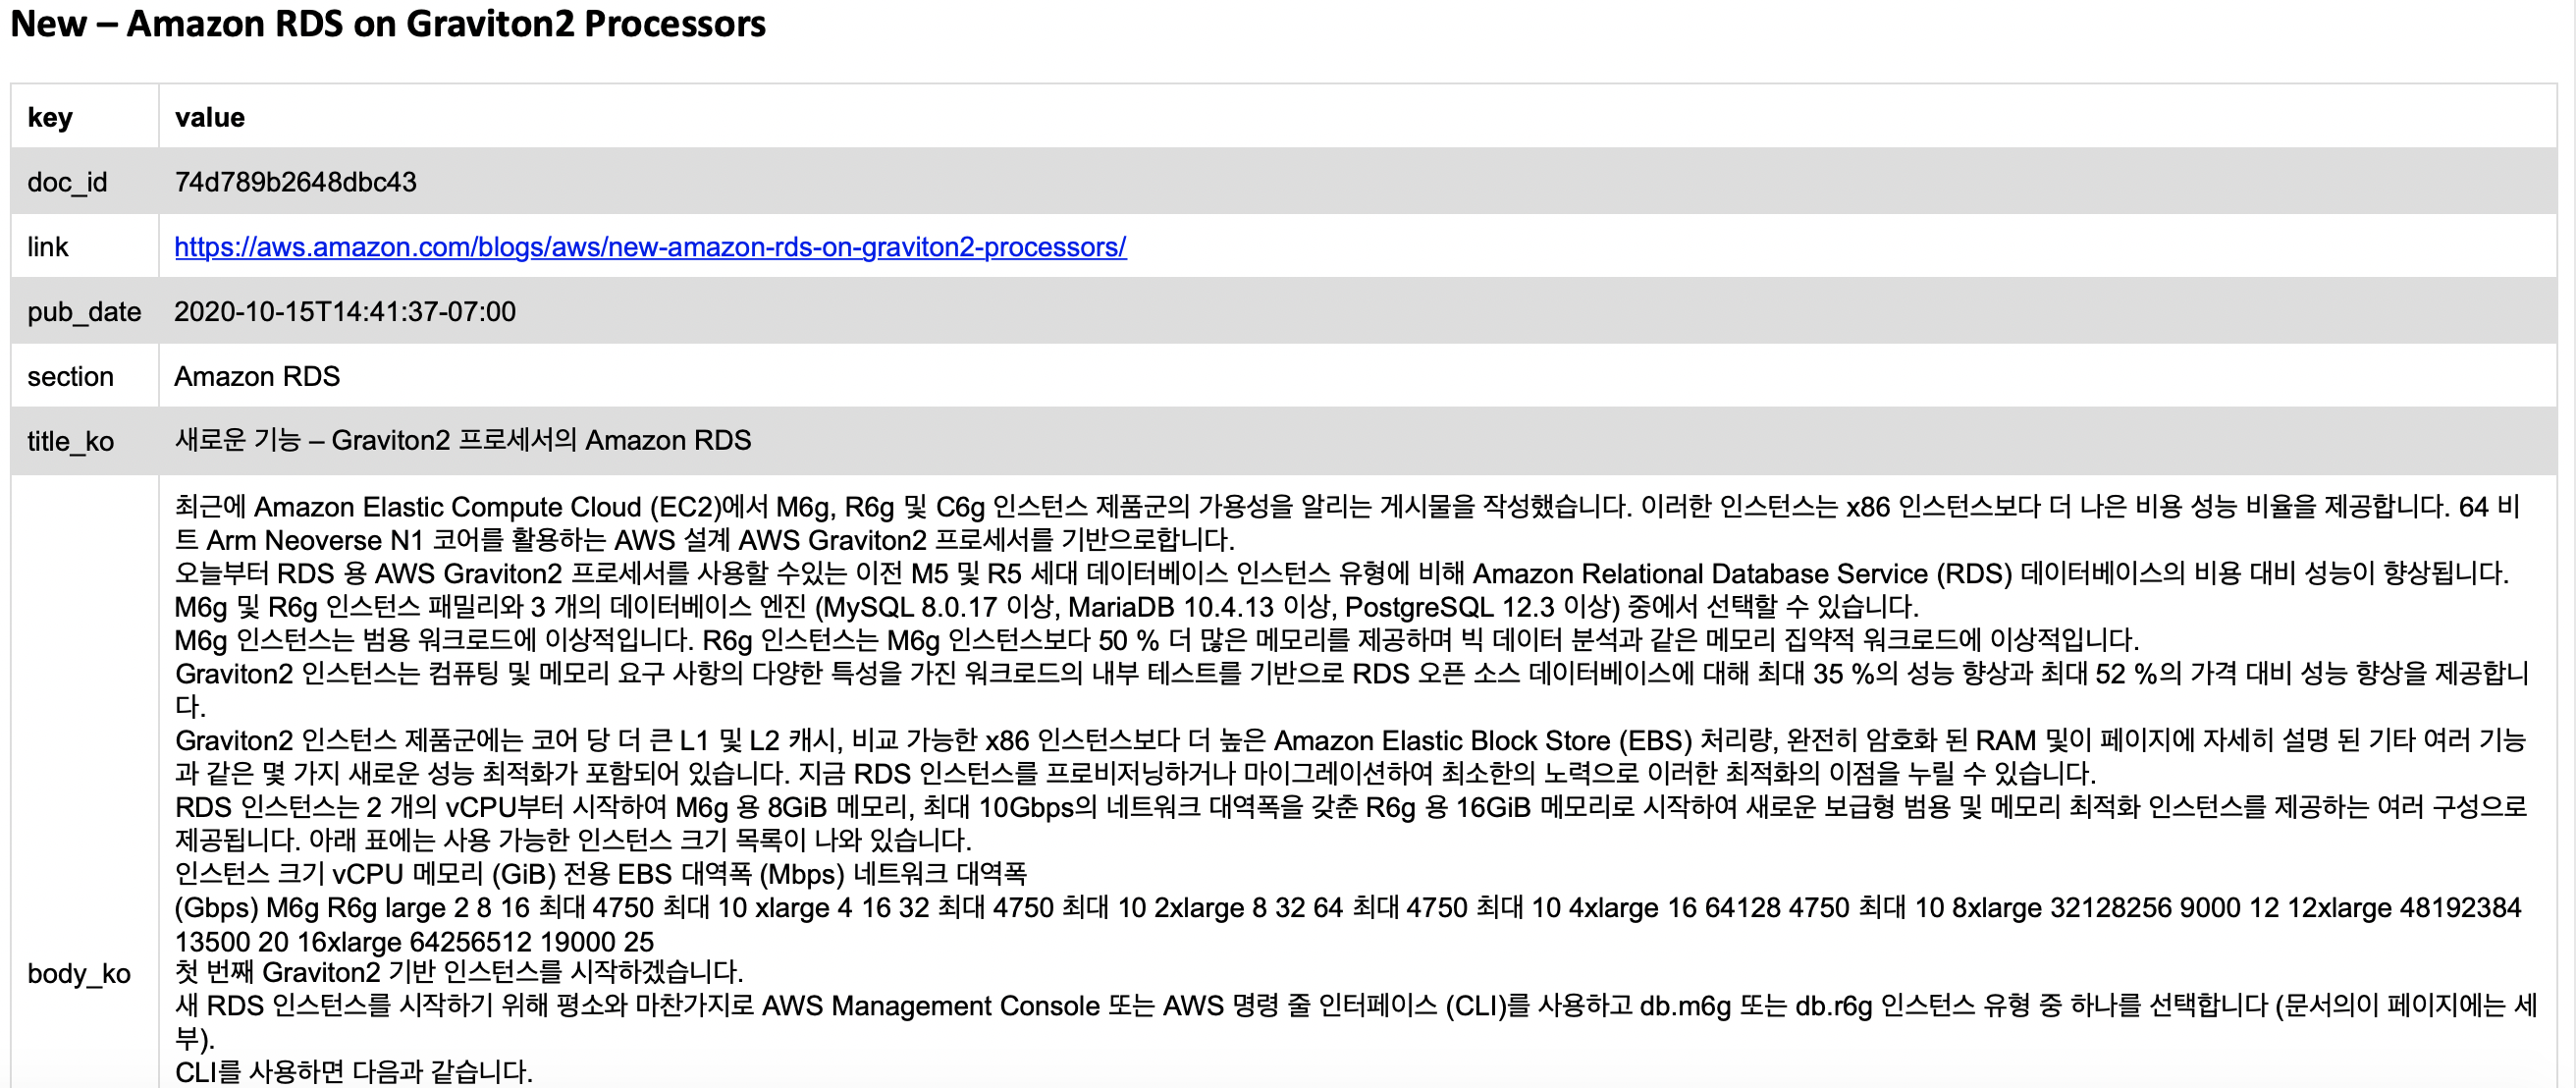 New – Amazon RDS on Graviton2 Processors
key value
doc_id 74d789b2648dbc43
link https://aws.amazon.com/blogs/aws/new-amazon-rds-on-graviton2-processors/
pub_date 2020-10-15T14:41:37-07:00
section Amazon RDS
title_ko 새로운 기능 – Graviton2 프로세서의 Amazon RDS
최근에 Amazon Elastic Compute Cloud (EC2)에서 M6g, R6g 및 C6g 인스턴스 제품군의 가용성을 알리는 게시물을 작성했습니다. 이러한 인스턴스는 x86 인스턴스보다 더 나은 비용 성능 비율을 제공합니다. 64 비
트 Arm Neoverse N1 코어를 활용하는 AWS 설계 AWS Graviton2 프로세서를 기반으로합니다.
오늘부터 RDS 용 AWS Graviton2 프로세서를 사용할 수있는 이전 M5 및 R5 세대 데이터베이스 인스턴스 유형에 비해 Amazon Relational Database Service (RDS) 데이터베이스의 비용 대비 성능이 향상됩니다.
M6g 및 R6g 인스턴스 패밀리와 3 개의 데이터베이스 엔진 (MySQL 8.0.17 이상, MariaDB 10.4.13 이상, PostgreSQL 12.3 이상) 중에서 선택할 수 있습니다.
M6g 인스턴스는 범용 워크로드에 이상적입니다. R6g 인스턴스는 M6g 인스턴스보다 50 % 더 많은 메모리를 제공하며 빅 데이터 분석과 같은 메모리 집약적 워크로드에 이상적입니다.
Graviton2 인스턴스는 컴퓨팅 및 메모리 요구 사항의 다양한 특성을 가진 워크로드의 내부 테스트를 기반으로 RDS 오픈 소스 데이터베이스에 대해 최대 35 %의 성능 향상과 최대 52 %의 가격 대비 성능 향상을 제공합니
다.
Graviton2 인스턴스 제품군에는 코어 당 더 큰 L1 및 L2 캐시, 비교 가능한 x86 인스턴스보다 더 높은 Amazon Elastic Block Store (EBS) 처리량, 완전히 암호화 된 RAM 및이 페이지에 자세히 설명 된 기타 여러 기능
과 같은 몇 가지 새로운 성능 최적화가 포함되어 있습니다. 지금 RDS 인스턴스를 프로비저닝하거나 마이그레이션하여 최소한의 노력으로 이러한 최적화의 이점을 누릴 수 있습니다.
RDS 인스턴스는 2 개의 vCPU부터 시작하여 M6g 용 8GiB 메모리, 최대 10Gbps의 네트워크 대역폭을 갖춘 R6g 용 16GiB 메모리로 시작하여 새로운 보급형 범용 및 메모리 최적화 인스턴스를 제공하는 여러 구성으로
제공됩니다. 아래 표에는 사용 가능한 인스턴스 크기 목록이 나와 있습니다.
인스턴스 크기 vCPU 메모리 (GiB) 전용 EBS 대역폭 (Mbps) 네트워크 대역폭
(Gbps) M6g R6g large 2 8 16 최대 4750 최대 10 xlarge 4 16 32 최대 4750 최대 10 2xlarge 8 32 64 최대 4750 최대 10 4xlarge 16 64128 4750 최대 10 8xlarge 32128256 9000 12 12xlarge 48192384
13500 20 16xlarge 64256512 19000 25
body_ko 첫 번째 Graviton2 기반 인스턴스를 시작하겠습니다.
새 RDS 인스턴스를 시작하기 위해 평소와 마찬가지로 AWS Management Console 또는 AWS 명령 줄 인터페이스 (CLI)를 사용하고 db.m6g 또는 db.r6g 인스턴스 유형 중 하나를 선택합니다 (문서의이 페이지에는 세
부).
CLI를 사용하면 다음과 같습니다.